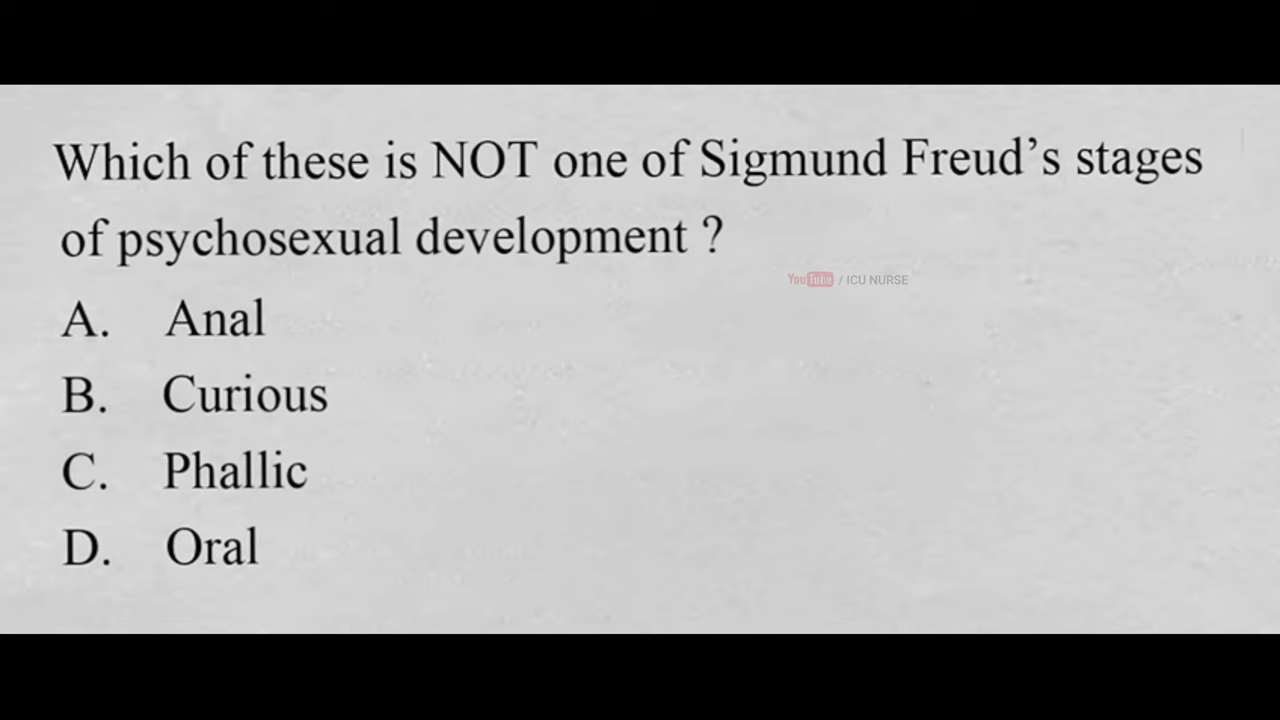 Which of these is NOT one of Sigmund Freud’s stages
of psychosexual development ?
YouTube / ICU NURSE
A. Anal
B. Curious
C. Phallic
D. Oral